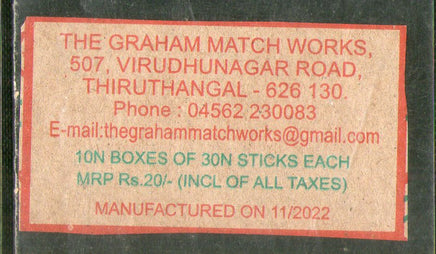 THE GRAHAM MATCH WORKS,
507, VIRUDHUNAGAR ROAD,
THIRUTHANGAL - 626 130.
Phone : 04562 230083
E-mail:thegrahammatchworks@gmail.com
10N BOXES OF 30N STICKS EACH
MRP Rs.20/- (INCL OF ALL TAXES)
MANUFACTURED ON 11/2022